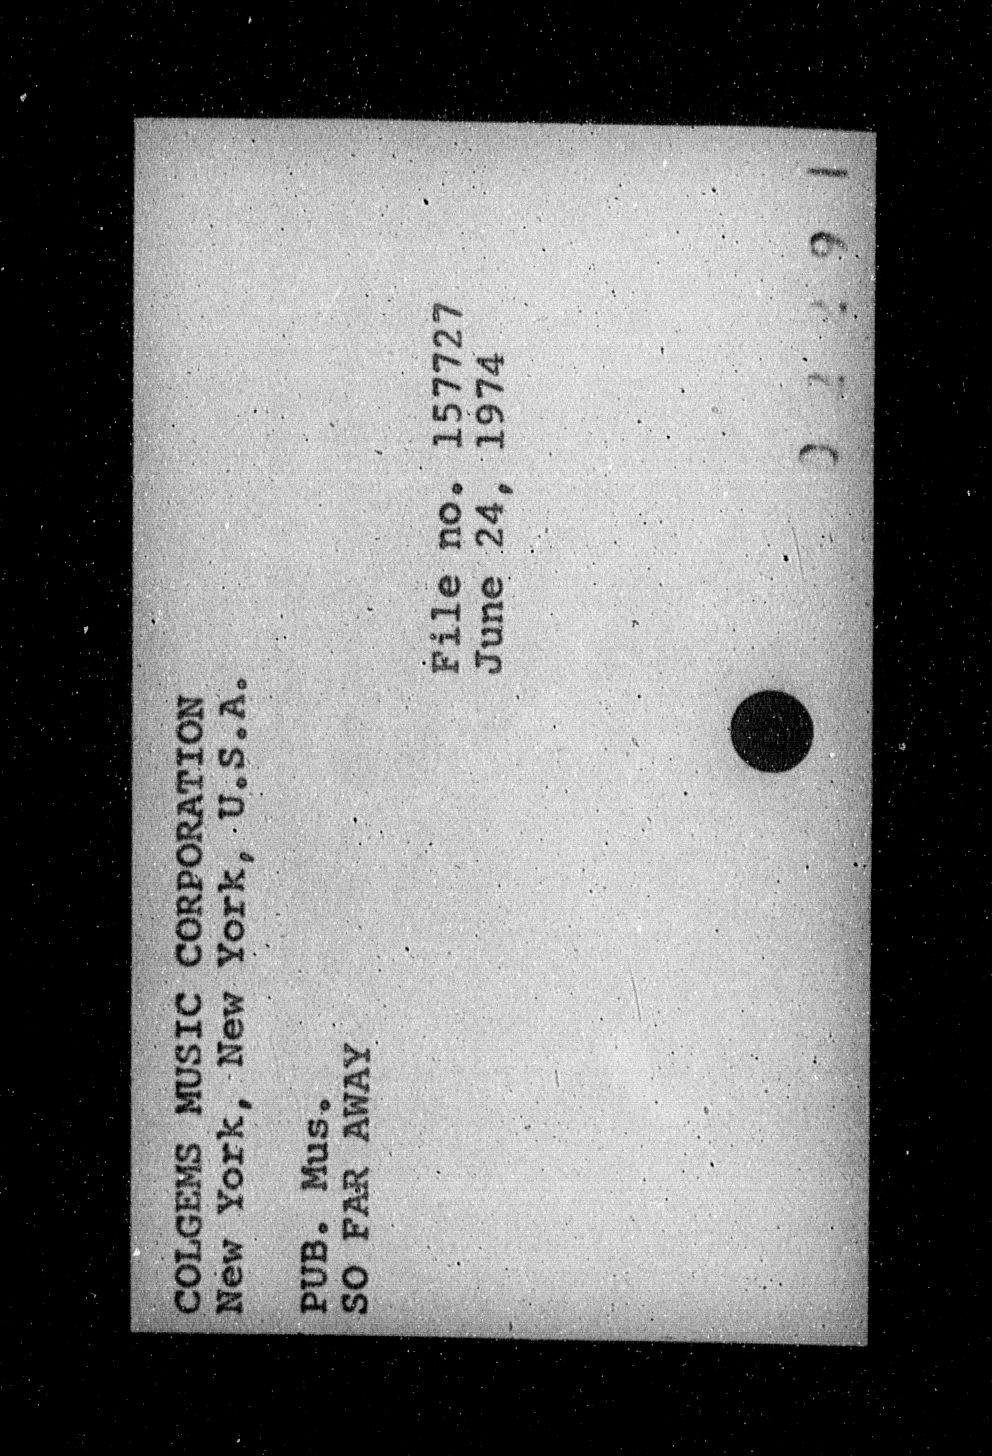 COLGEMS MUSIC CORPORATION
New York, New York, U.S.A.
PUB. Mus.
SO FAR AWAY
File no. 157727
June 24, 1974